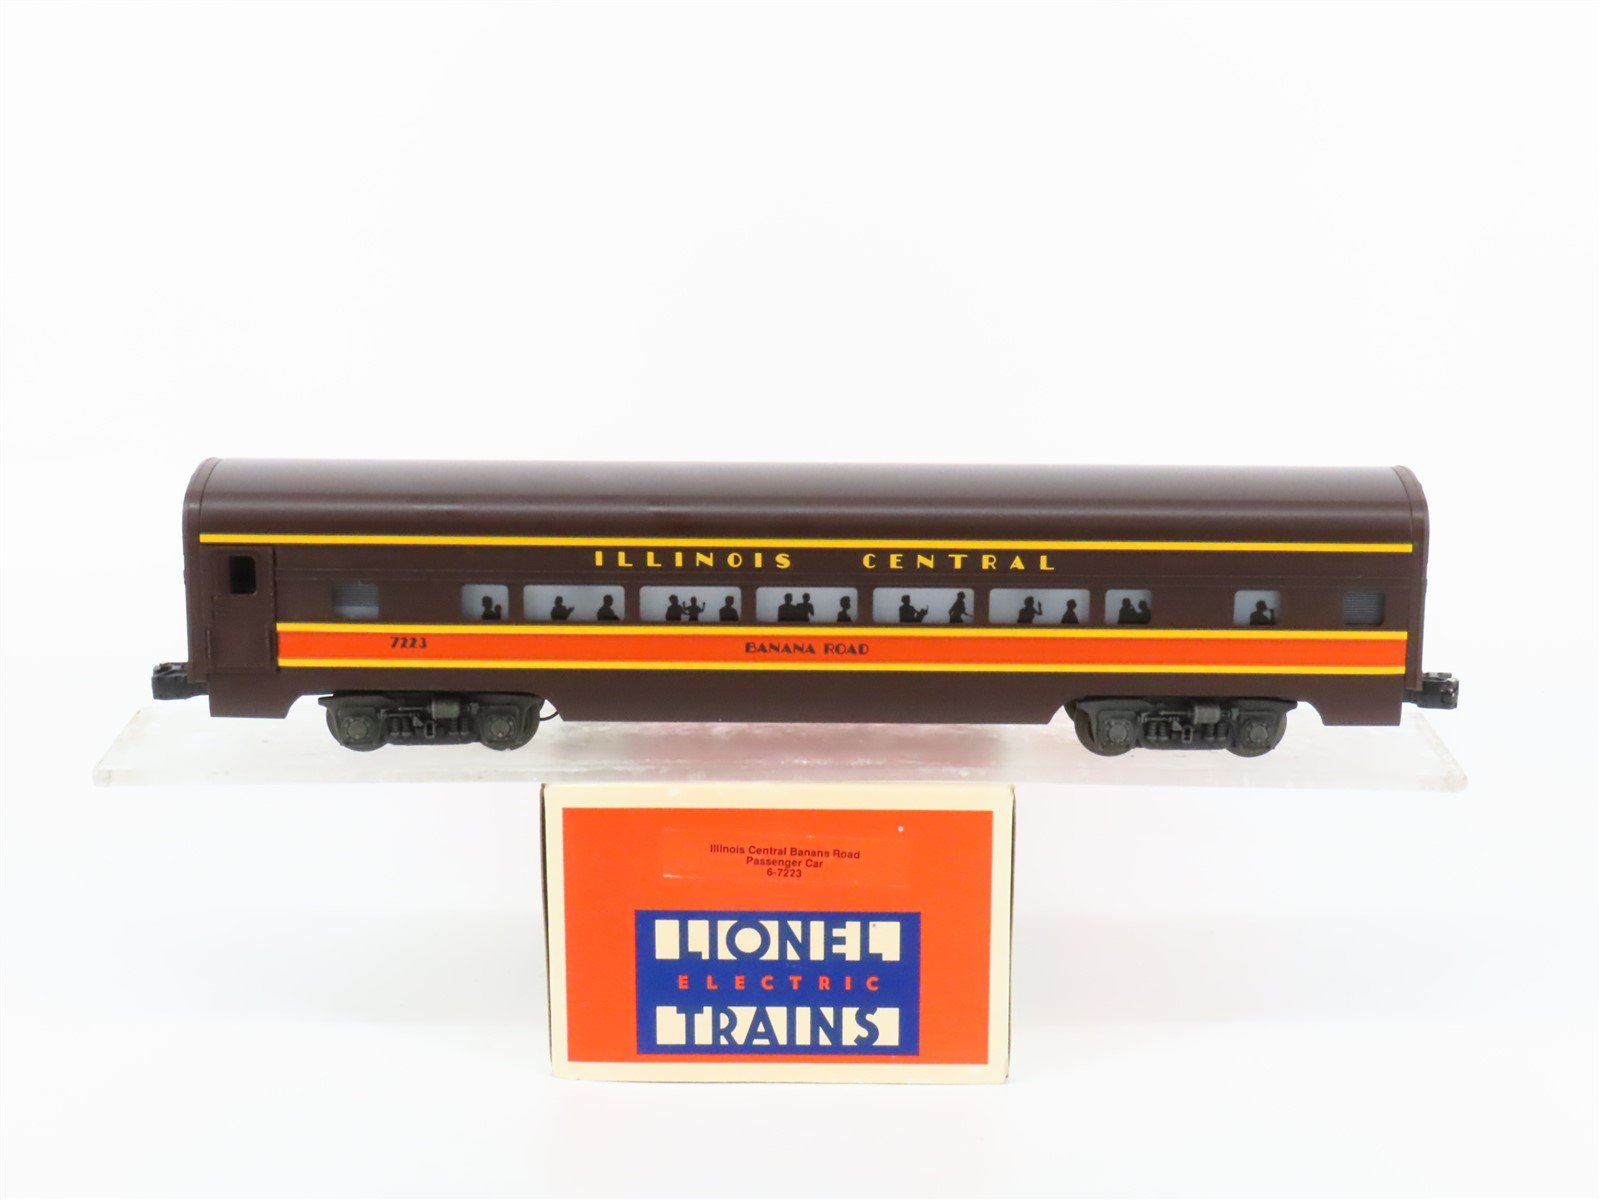 ILLINOIS CENTRAL
7223 BANANA ROAD
Illinois Central Banana Road
Passenger Car
6-7223
LIONEL
ELECTRIC
TRAINS